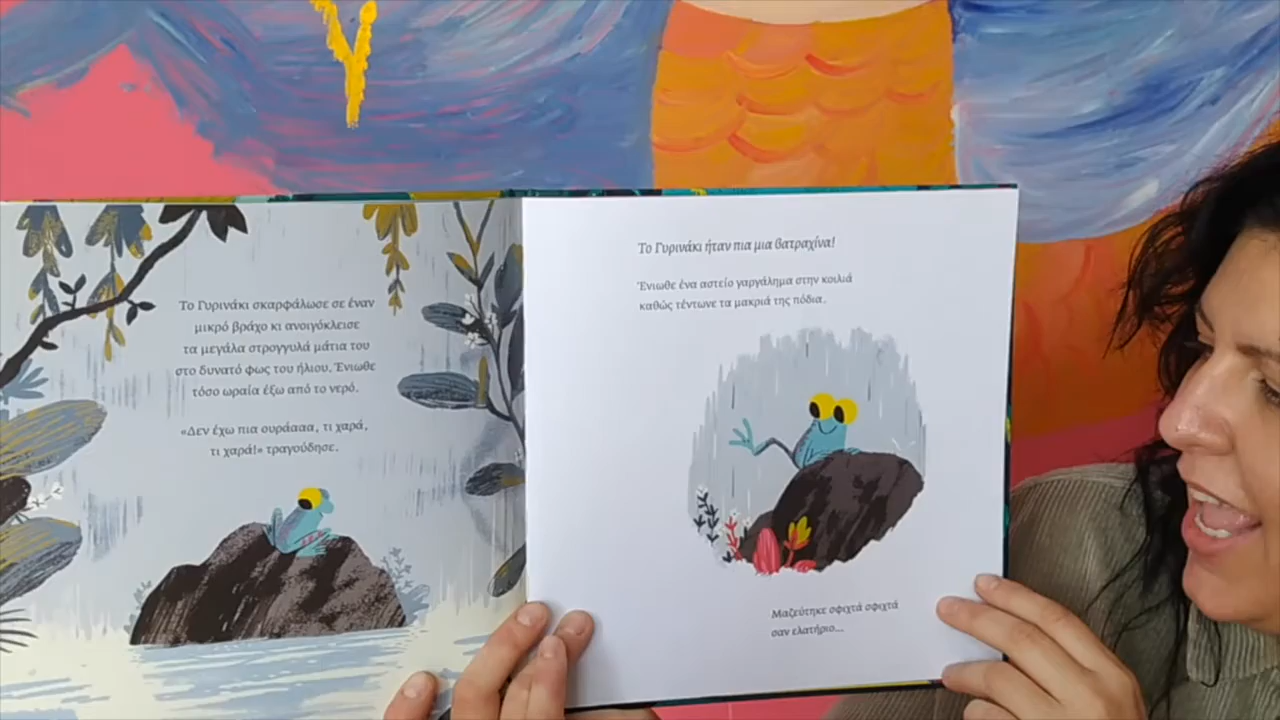 Το Γυρινάκι σκαρφάλωσε σε έναν
μικρό βράχο κι ανοιγόκλεισε
τα μεγάλα στρογγυλά μάτια του
στο δυνατό φως του ήλιου. Ένιωθε
τόσο ωραία έξω από το νερό.
«Δεν έχω πια ουράααα, τι χαρά,
τι χαρά!» τραγούδησε.
Το Γυρινάκι ήταν πια μια βατραχίνα!
Ένιωθε ένα αστείο γαργάλημα στην κοιλιά
καθώς τέντωνε τα μακριά της πόδια.
Μαζεύτηκε σφιχτά σφιχτά
σαν ελατήριο...